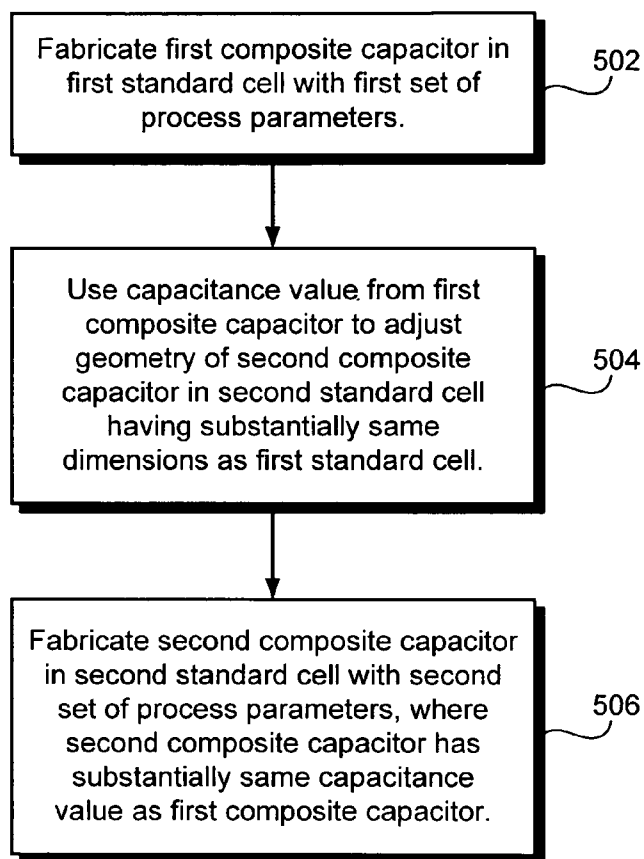 Fabricate first composite capacitor in
first standard cell with first set of
process parameters.
502
Use capacitance value from first
composite capacitor to adjust
geometry of second composite
capacitor in second standard cell
having substantially same
dimensions as first standard cell.
504
Fabricate second composite capacitor
in second standard cell with second
set of process parameters, where
second composite capacitor has
substantially same capacitance
value as first composite capacitor.
506